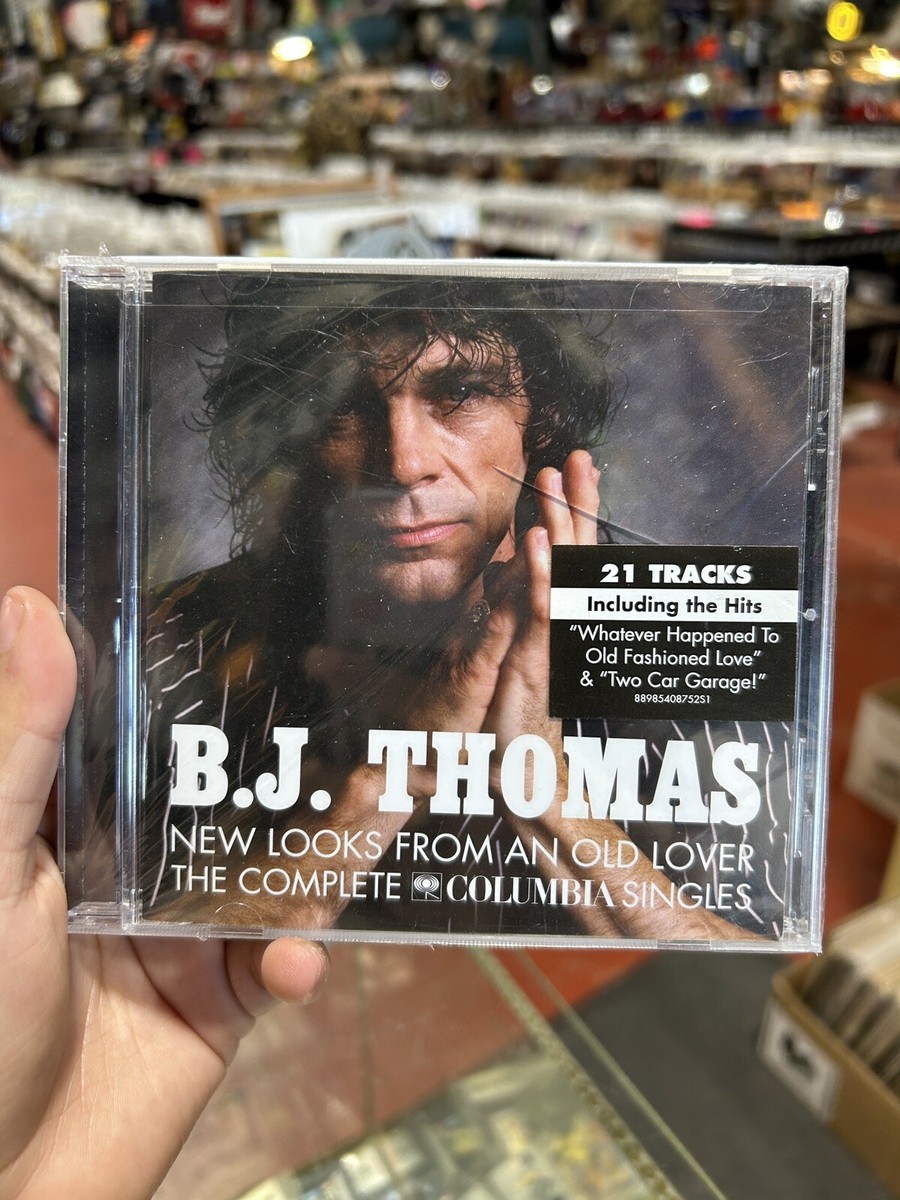 21 TRACKS
Including the Hits
“Whatever Happened To
Old Fashioned Love”
& “Two Car Garage!”
88985408752S1
B.J. THOMAS
NEW LOOKS FROM AN OLD LOVER
THE COMPLETE COLUMBIA SINGLES